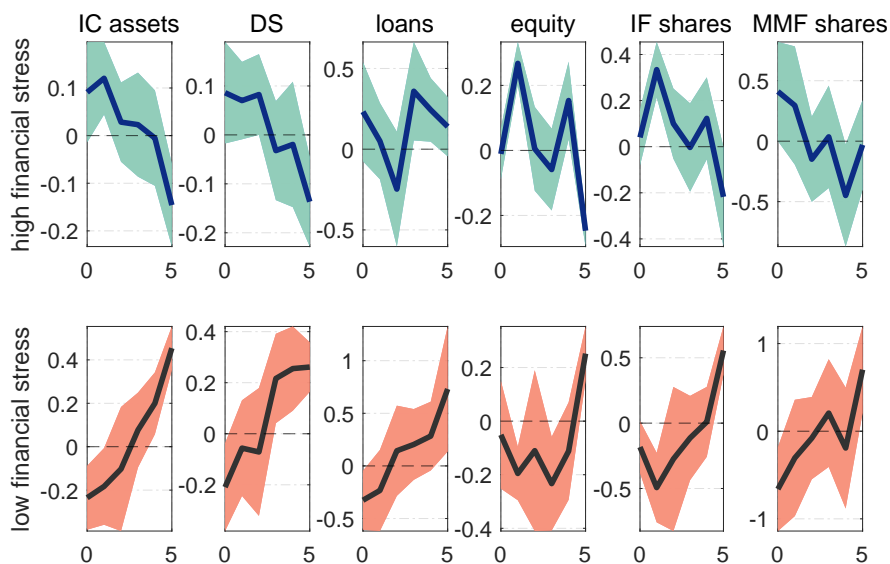 IC assets DS loans equity IF shares MMF shares
high financial stress
0.1 0 -0.1 -0.2
0.1 0 -0.1 -0.2
0.5 0 -0.5
0.2 0 -0.2
0.4 0.2 0 -0.2 -0.4
0.5 0 -0.5
0 5 0 5 0 5 0 5 0 5 0 5
low financial stress
0.4 0.2 0 -0.2
0.4 0.2 0 -0.2
1 0.5 0 -0.5
0.2 0 -0.2 -0.4
0.5 0 -0.5
1 0 -1
0 5 0 5 0 5 0 5 0 5 0 5